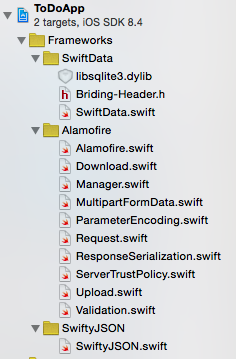 ToDoApp
2 targets, iOS SDK 8.4
Frameworks
SwiftData
libsqlite3.dylib
Briding-Header.h
SwiftData.swift
Alamofire
Alamofire.swift
Download.swift
Manager.swift
MultipartFormData.swift
ParameterEncoding.swift
Request.swift
ResponseSerialization.swift
ServerTrustPolicy.swift
Upload.swift
Validation.swift
SwiftyJSON
SwiftyJSON.swift